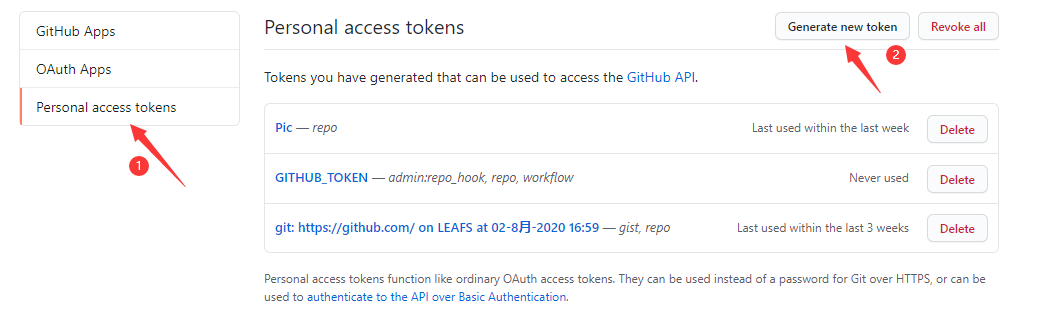 GitHub Apps
OAuth Apps
Personal access tokens
1
Personal access tokens
Generate new token
Revoke all
2
Tokens you have generated that can be used to access the GitHub API.
Pic — repo
Last used within the last week
Delete
GITHUB_TOKEN — admin:repo_hook, repo, workflow
Never used
Delete
git: https://github.com/ on LEAFS at 02-8月-2020 16:59 — gist, repo
Last used within the last 3 weeks
Delete
Personal access tokens function like ordinary OAuth access tokens. They can be used instead of a password for Git over HTTPS, or can be
used to authenticate to the API over Basic Authentication.